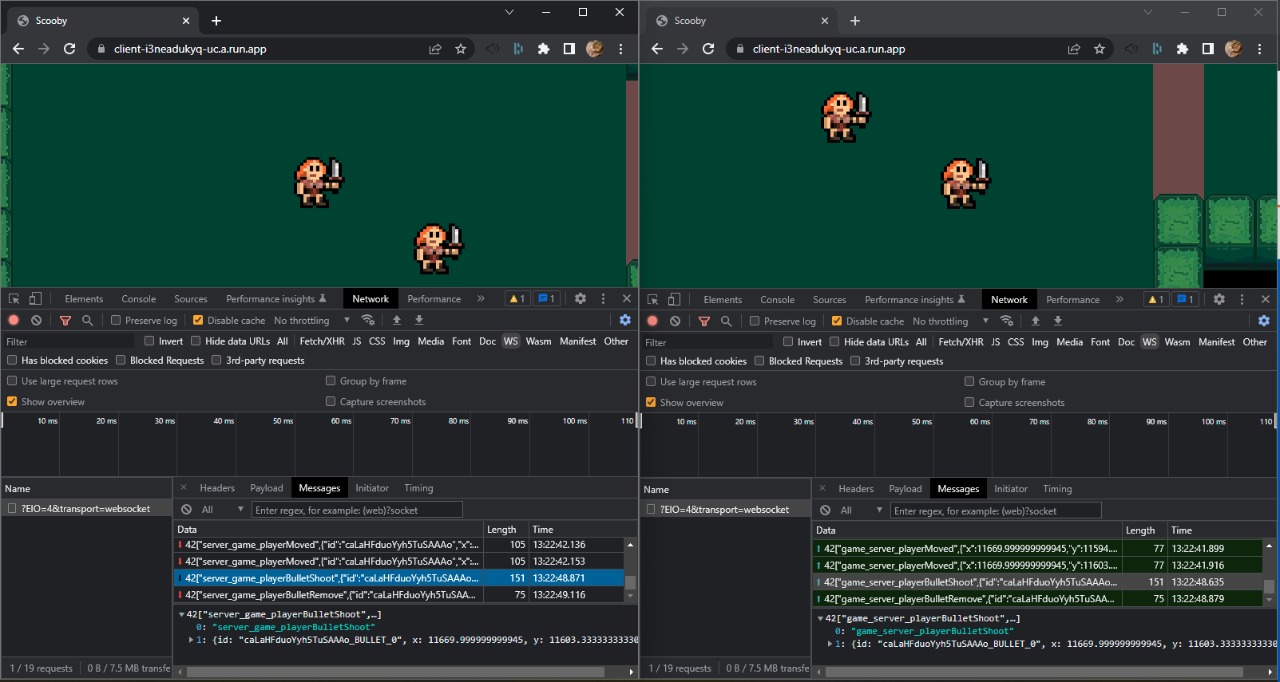 Scooby
client-i3neadukyq-uc.a.run.app
Elements Console Sources Performance insights Network Performance » 1 1
Preserve log Disable cache No throttling
Filter Invert Hide data URLs All Fetch/XHR JS CSS Img Media Font Doc WS Wasm Manifest Other
Has blocked cookies Blocked Requests 3rd-party requests
Use large request rows Group by frame
Show overview Capture screenshots
10 ms 20 ms 30 ms 40 ms 50 ms 60 ms 70 ms 80 ms 90 ms 100 ms 110
Name Headers Payload Messages Initiator Timing
?EIO=4&transport=websocket All Enter regex, for example: (web)?socket
Data Length Time
42["server_game_playerMoved",{"id":"caLaHFduoYyh5TuSAAAo","x":... 105 13:22:42.136
42["server_game_playerMoved",{"id":"caLaHFduoYyh5TuSAAAo","x":... 105 13:22:42.153
42["server_game_playerBulletShoot",{"id":"caLaHFduoYyh5TuSAAAo... 151 13:22:48.871
42["server_game_playerBulletRemove",{"id":"caLaHFduoYyh5TuSAAAo... 75 13:22:49.116
42["server_game_playerBulletShoot",…]
0: "server_game_playerBulletShoot"
1: {id: "caLaHFduoYyh5TuSAAAo_BULLET_0", x: 11669.999999999945, y: 11603.33333333330
1 / 19 requests 0 B / 7.5 MB transfe
Scooby
client-i3neadukyq-uc.a.run.app
Elements Console Sources Performance insights Network Performance » 1 1
Preserve log Disable cache No throttling
Filter Invert Hide data URLs All Fetch/XHR JS CSS Img Media Font Doc WS Wasm Manifest Other
Has blocked cookies Blocked Requests 3rd-party requests
Use large request rows Group by frame
Show overview Capture screenshots
10 ms 20 ms 30 ms 40 ms 50 ms 60 ms 70 ms 80 ms 90 ms 100 ms 110
Name Headers Payload Messages Initiator Timing
?EIO=4&transport=websocket All Enter regex, for example: (web)?socket
Data Length Time
42["game_server_playerMoved",{"x":11669.999999999945,"y":11594.... 77 13:22:41.899
42["game_server_playerMoved",{"x":11669.999999999945,"y":11603.... 77 13:22:41.916
42["game_server_playerBulletShoot",{"id":"caLaHFduoYyh5TuSAAAo... 151 13:22:48.635
42["game_server_playerBulletRemove",{"id":"caLaHFduoYyh5TuSAAAo... 75 13:22:48.879
42["game_server_playerBulletShoot",…]
0: "game_server_playerBulletShoot"
1: {id: "caLaHFduoYyh5TuSAAAo_BULLET_0", x: 11669.999999999945, y: 11603.3333333330
1 / 19 requests 0 B / 7.5 MB transfe